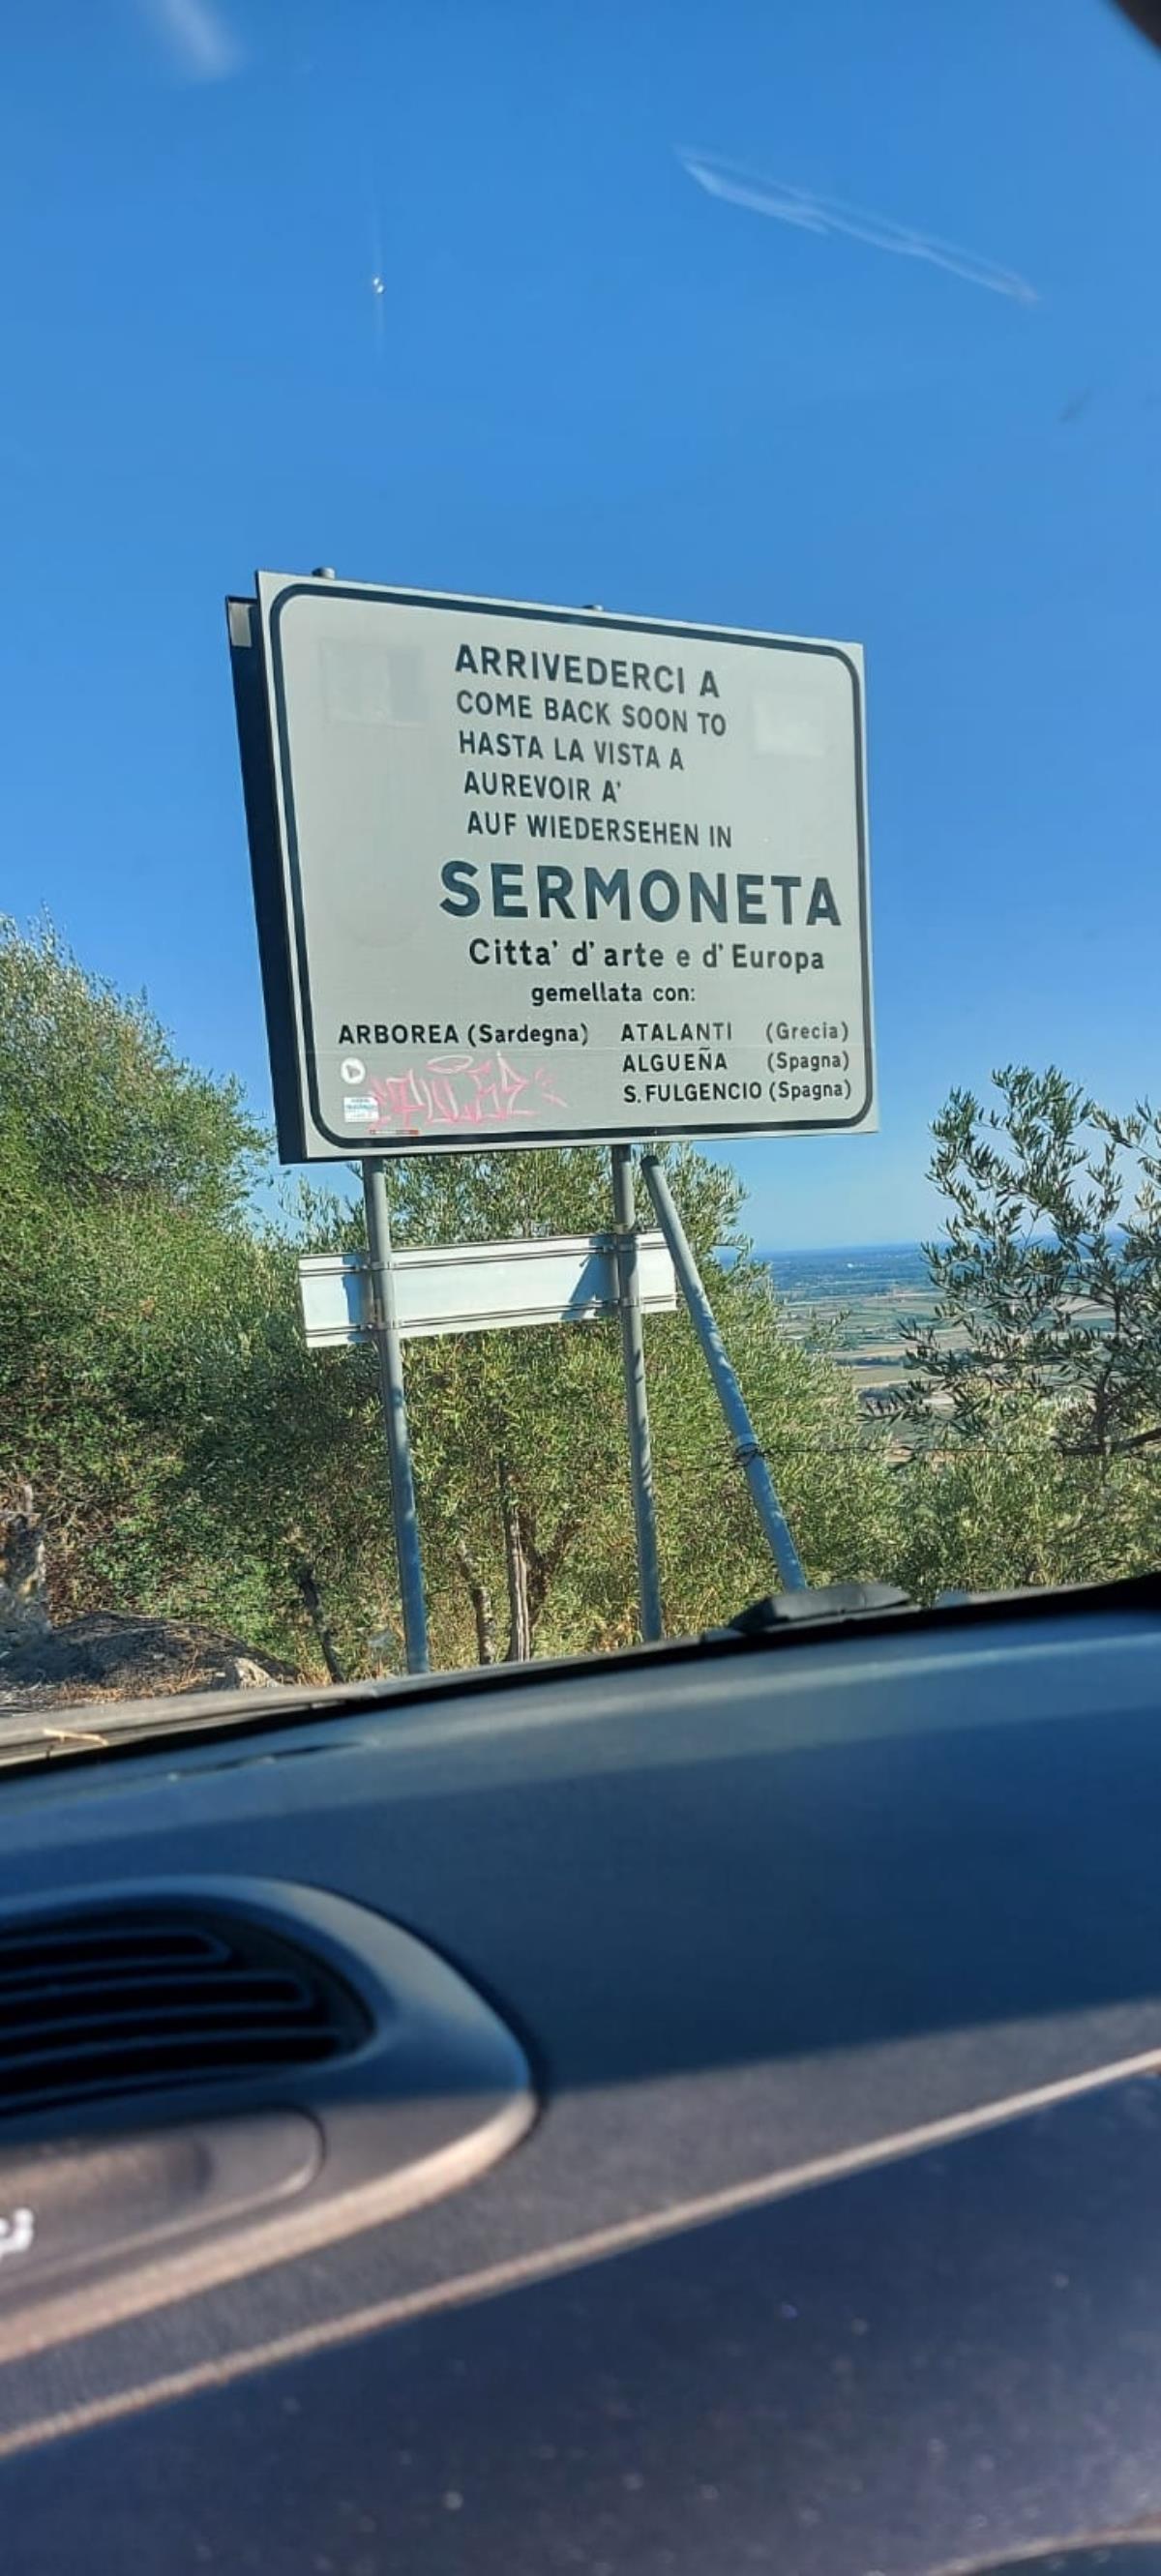 ARRIVEDERCI A
COME BACK SOON TO
HASTA LA VISTA A
AUREVOIR A'
AUF WIEDERSEHEN IN
SERMONETA
Citta' d'arte e d'Europa
gemellata con:
ARBOREA (Sardegna) ATALANTI (Grecia)
ALGUEÑA (Spagna)
S.FULGENCIO (Spagna)